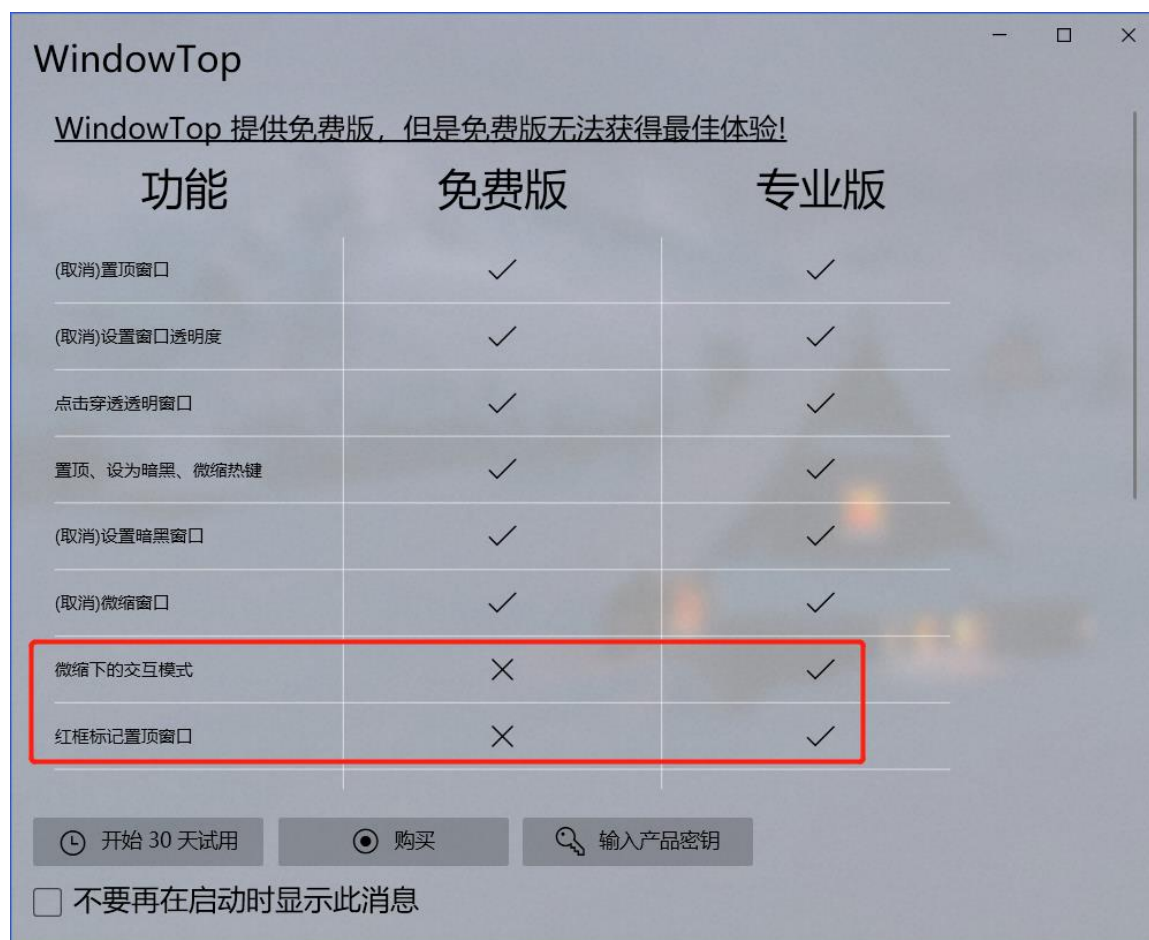 WindowTop
WindowTop 提供免费版，但是免费版无法获得最佳体验!
功能 免费版 专业版
(取消)置顶窗口
(取消)设置窗口透明度
点击穿透透明窗口
置顶、设为暗黑、微缩热键
(取消)设置暗黑窗口
(取消)微缩窗口
微缩下的交互模式
红框标记置顶窗口
开始 30 天试用 购买 输入产品密钥
不要再在启动时显示此消息